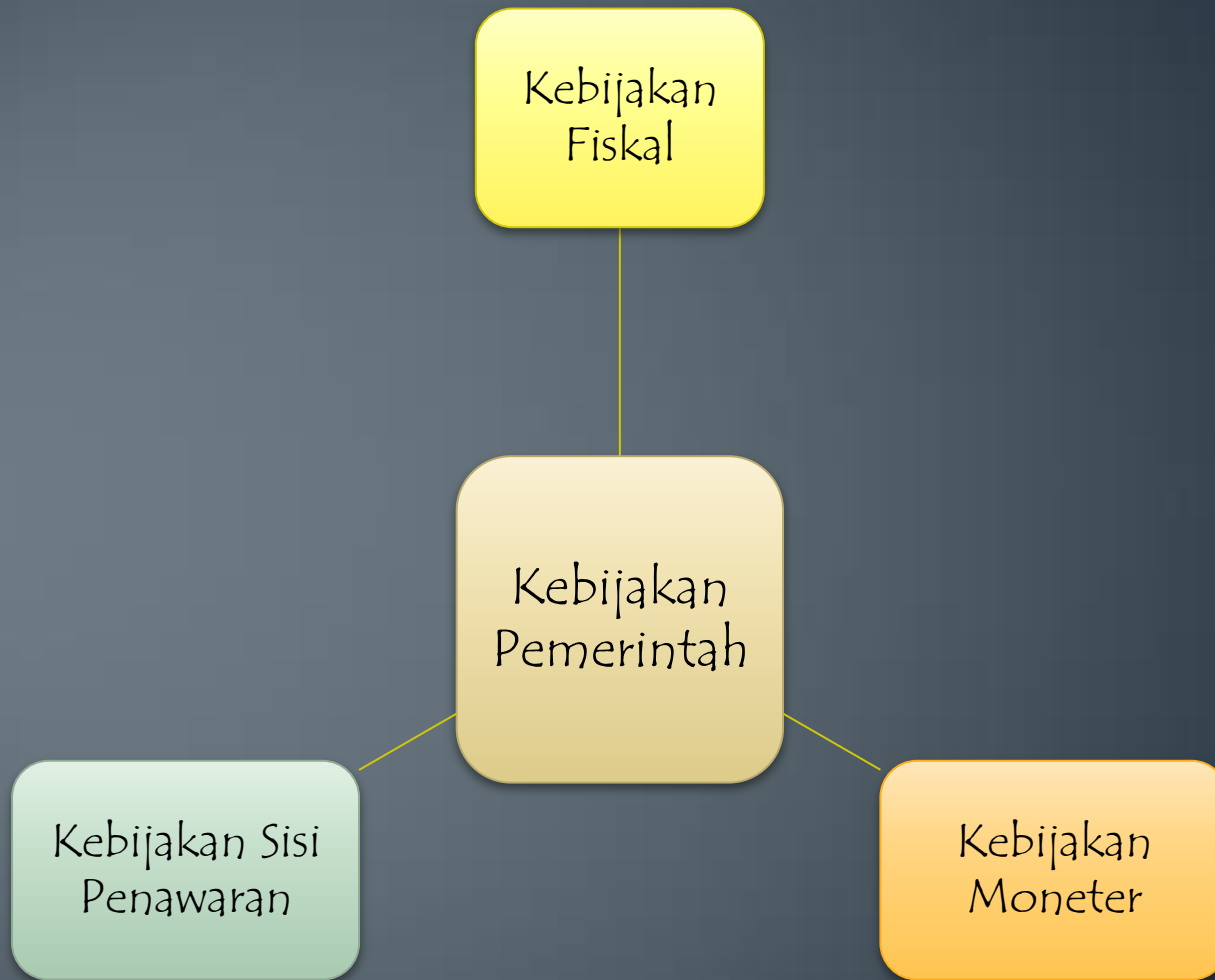 Kebijakan
Fiskal
Kebijakan
Pemerintah
Kebijakan Sisi
Penawaran
Kebijakan
Moneter